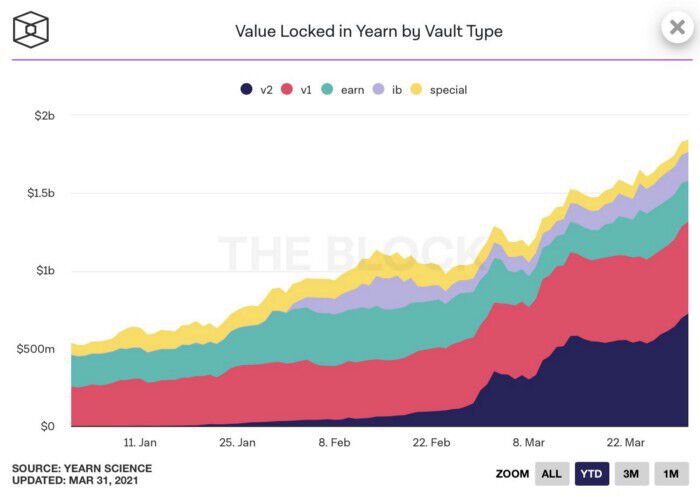 Value Locked in Yearn by Vault Type
v2 v1 earn ib special
$2b
$1.5b
$1b
$500m
$0
THE BLOCK
11. Jan 25. Jan 8. Feb 22. Feb 8. Mar 22. Mar
SOURCE: YEARN SCIENCE
UPDATED: MAR 31, 2021
ZOOM ALL YTD 3M 1M